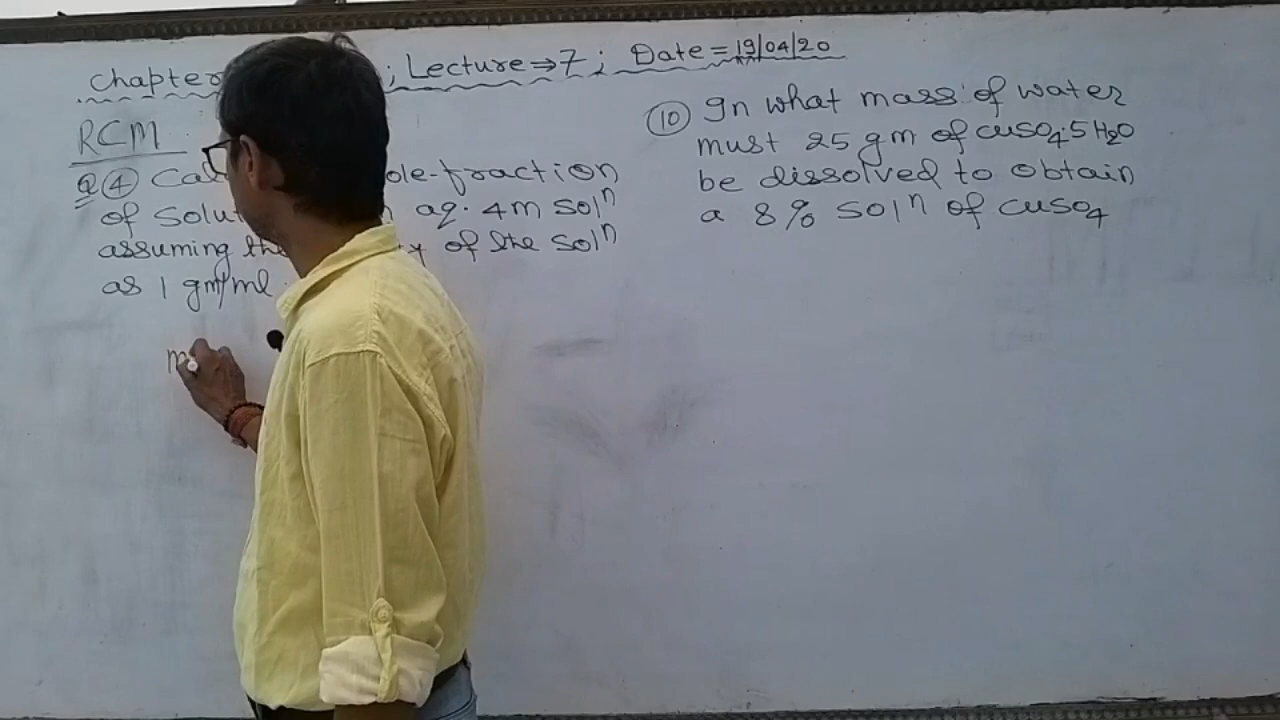 Chapter ; Lecture ⇒ 7 ; Date = 19/04/20
RCM
Q ④ Cal ole-fraction
of Solut aq. 4m solⁿ
assuming the y of the solⁿ
as 1 gm/ml.
m
⑩ In what mass of water
must 25 gm of CuSO₄.5H₂O
be dissolved to obtain
a 8% solⁿ of CuSO₄